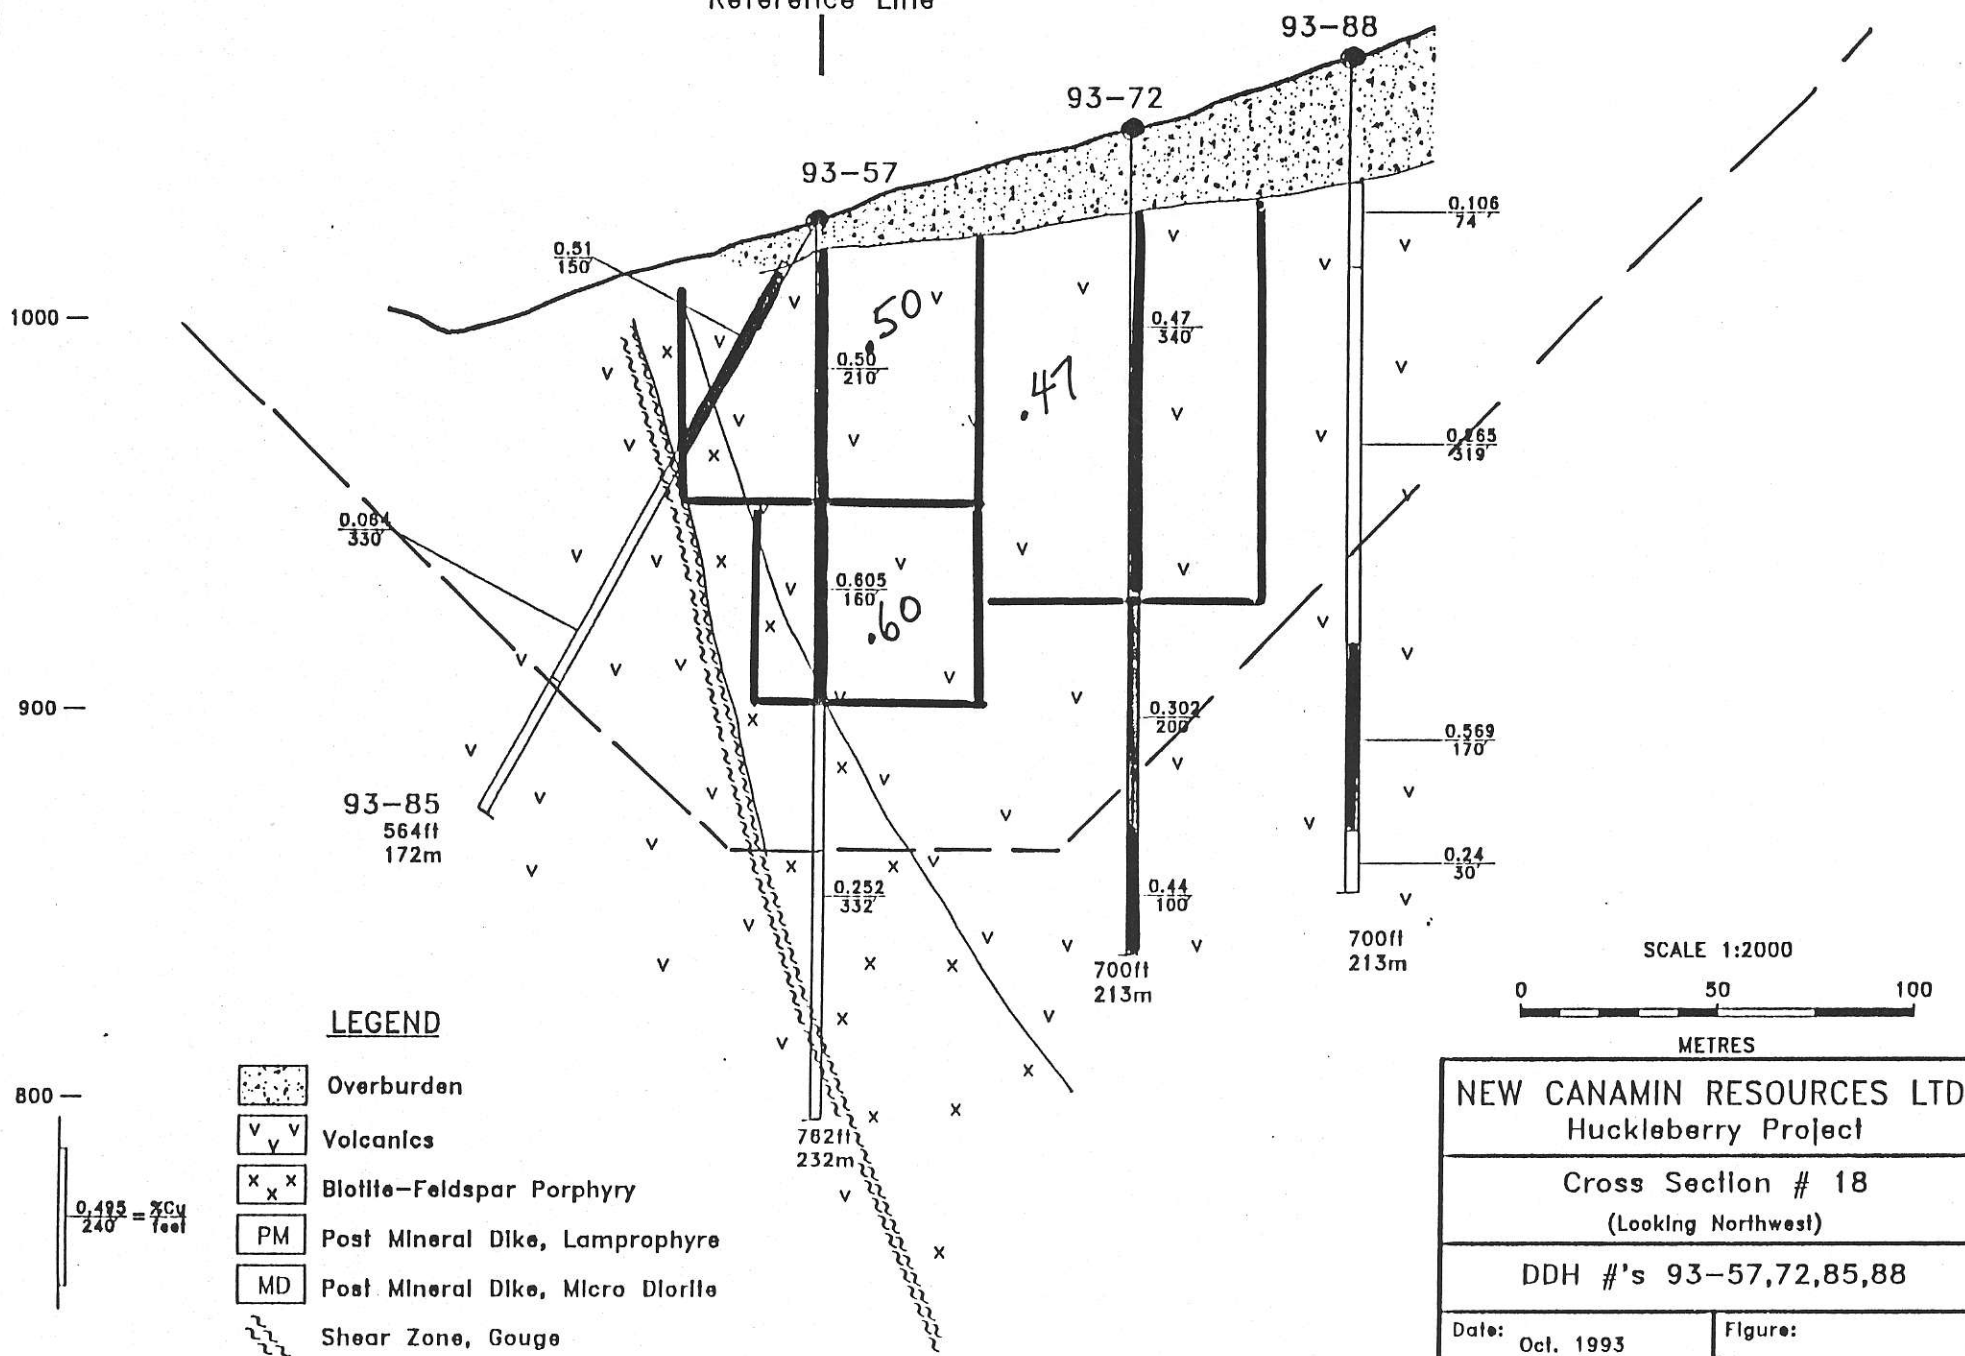 Reference Line
93-88
93-72
93-57
0.51
150'
0.106
74'
1000
.50
0.47
340'
0.50
210'
.47
0.265
319'
0.084
330'
0.605
160'
.60
900
0.302
200'
0.569
170'
93-85
564ft
172m
0.24
30'
0.252
332'
0.44
100'
700ft
213m
700ft
213m
SCALE 1:2000
0 50 100
METRES
LEGEND
Overburden
800
V V V Volcanics
782ft
232m
X X X Biotite-Feldspar Porphyry
0.495 = %Cu
240' feet
PM Post Mineral Dike, Lamprophyre
MD Post Mineral Dike, Micro Diorite
Shear Zone, Gouge
NEW CANAMIN RESOURCES LTD
Huckleberry Project
Cross Section # 18
(Looking Northwest)
DDH #'s 93-57,72,85,88
Date: Oct. 1993
Figure: